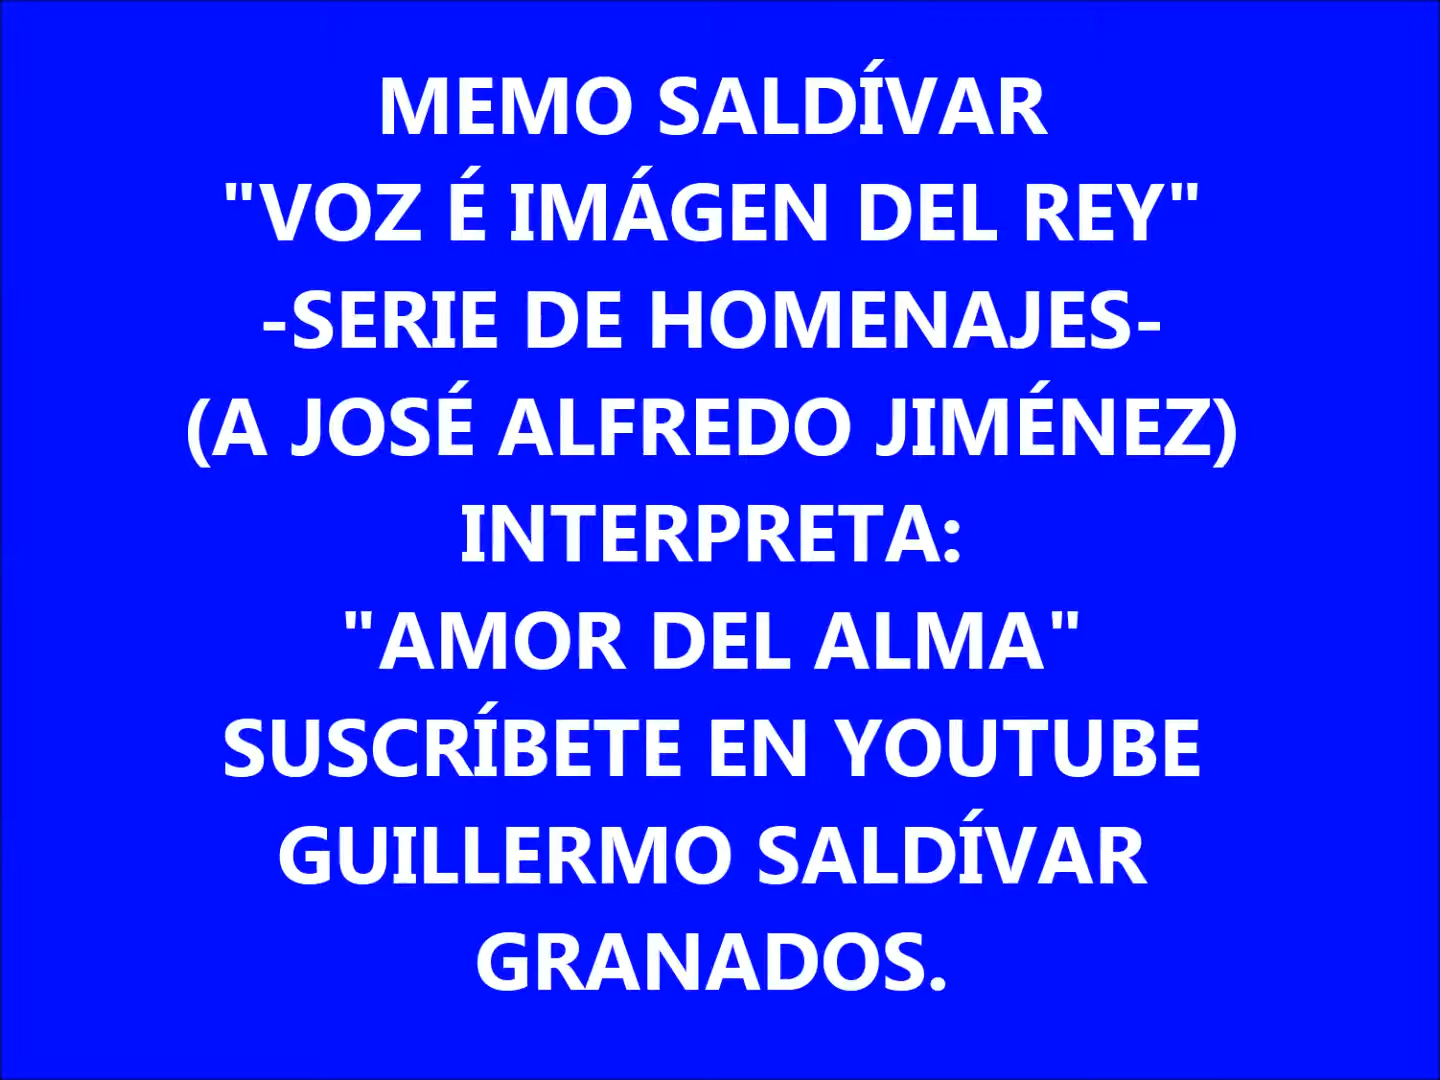 MEMO SALDÍVAR
"VOZ É IMÁGEN DEL REY"
-SERIE DE HOMENAJES-
(A JOSÉ ALFREDO JIMÉNEZ)
INTERPRETA:
"AMOR DEL ALMA"
SUSCRÍBETE EN YOUTUBE
GUILLERMO SALDÍVAR
GRANADOS.